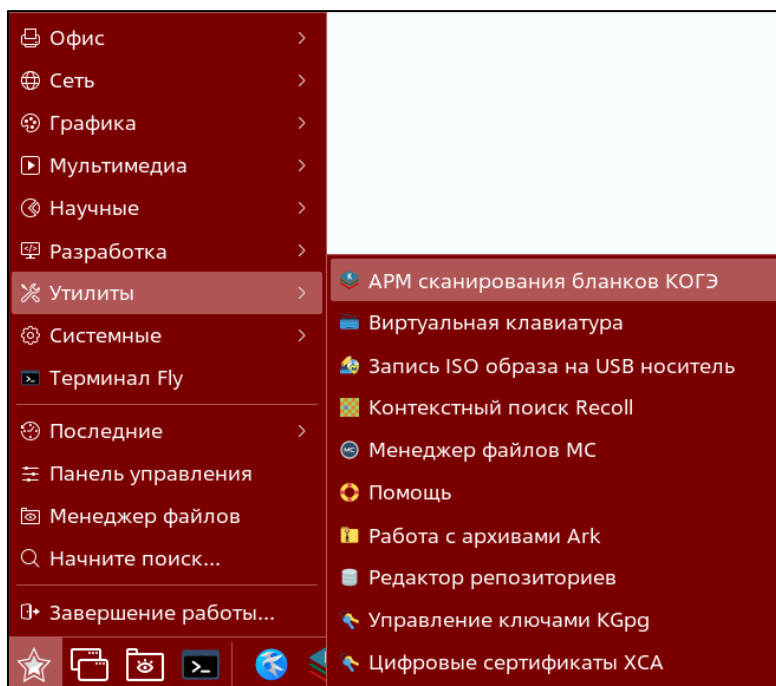 Офис
Сеть
Графика
Мультимедиа
Научные
Разработка
Утилиты
Системные
Терминал Fly
Последние
Панель управления
Менеджер файлов
Начните поиск...
Завершение работы...
АРМ сканирования бланков КОГЭ
Виртуальная клавиатура
Запись ISO образа на USB носитель
Контекстный поиск Recoll
Менеджер файлов MC
Помощь
Работа с архивами Ark
Редактор репозиториев
Управление ключами KGpg
Цифровые сертификаты XCA